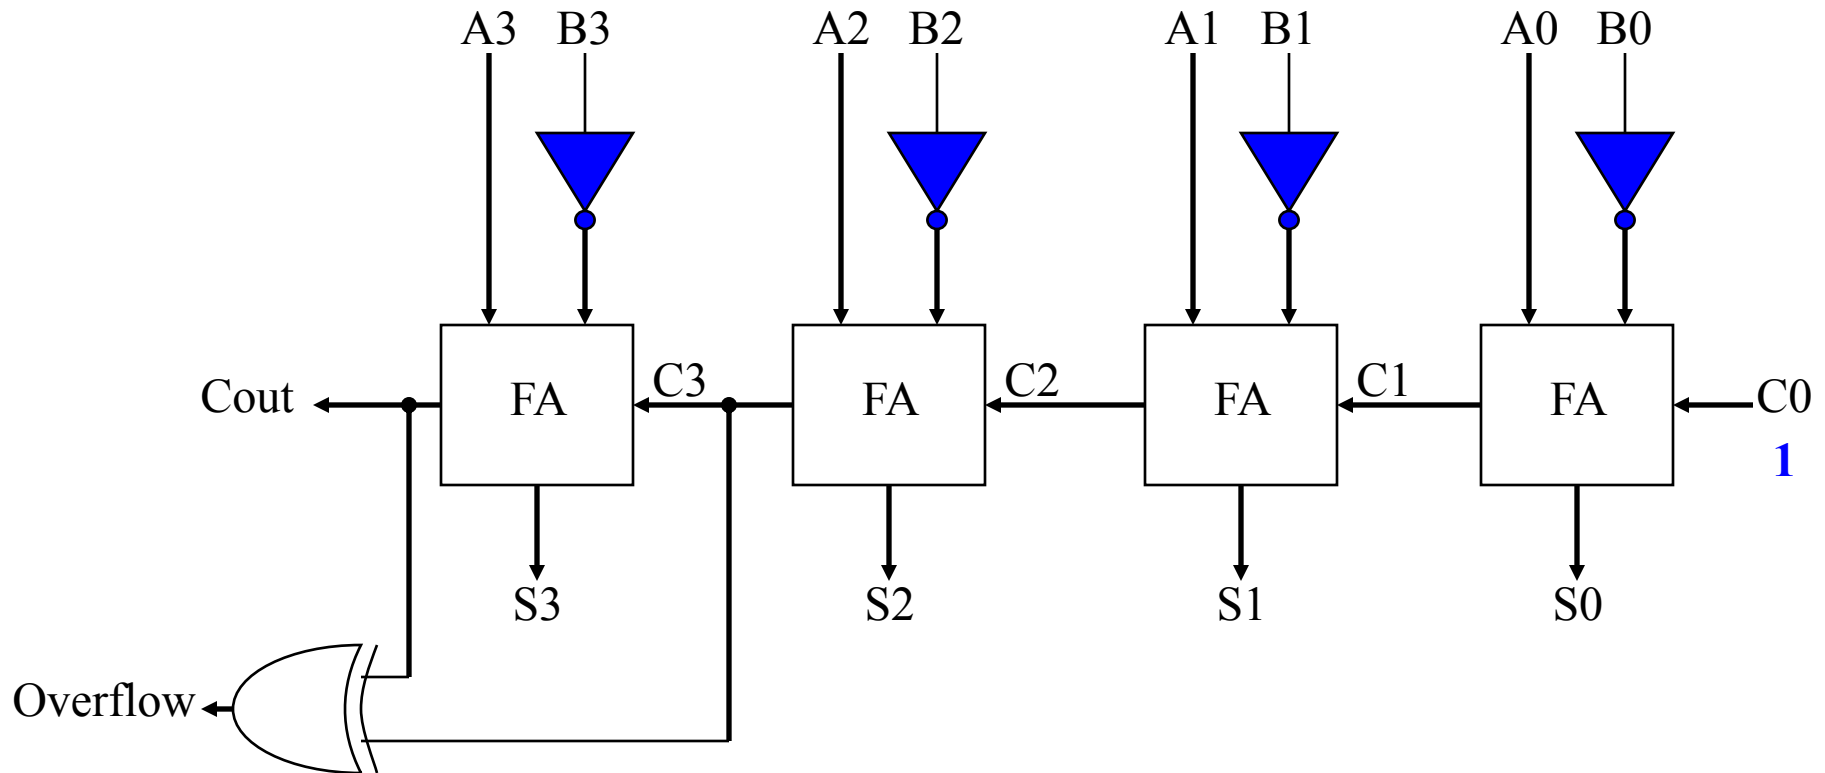 A3 B3 A2 B2 A1 B1 A0 B0
Cout FA C3 FA C2 FA C1 FA C0
1
S3 S2 S1 S0
Overflow